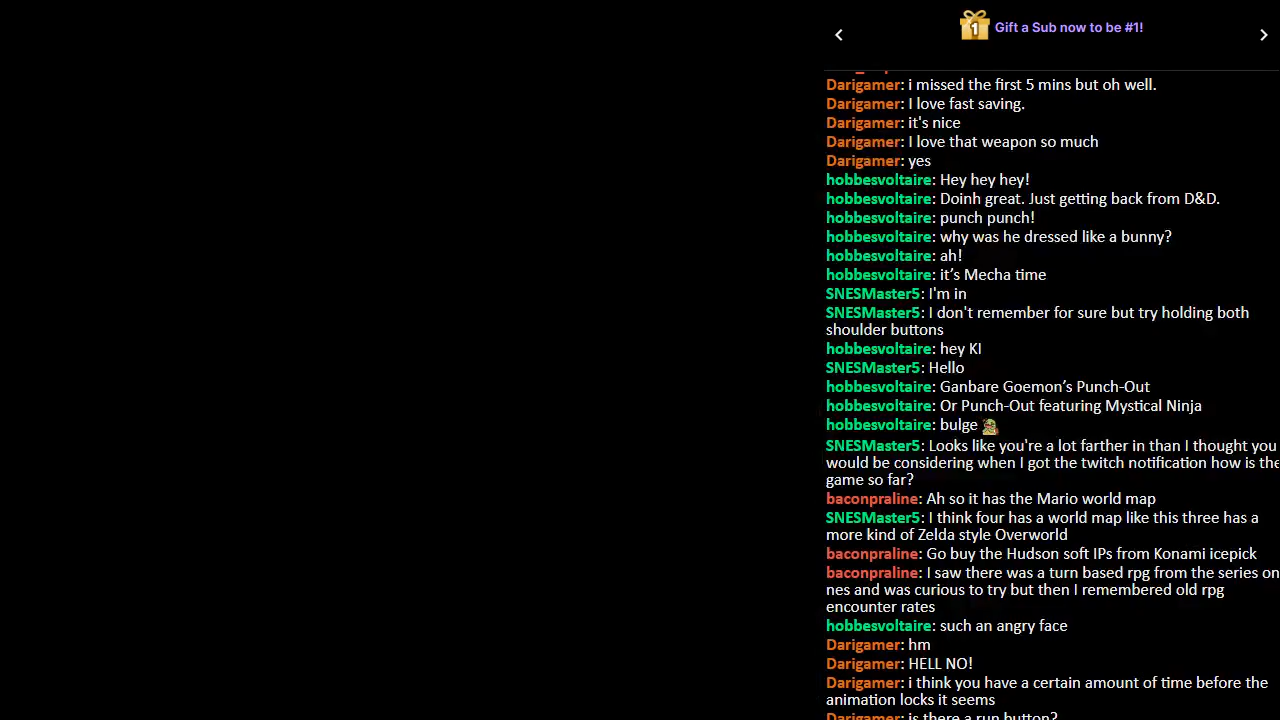 1 Gift a Sub now to be #1!
Darigamer: i missed the first 5 mins but oh well.
Darigamer: I love fast saving.
Darigamer: it's nice
Darigamer: I love that weapon so much
Darigamer: yes
hobbesvoltaire: Hey hey hey!
hobbesvoltaire: Doinh great. Just getting back from D&D.
hobbesvoltaire: punch punch!
hobbesvoltaire: why was he dressed like a bunny?
hobbesvoltaire: ah!
hobbesvoltaire: it’s Mecha time
SNESMaster5: I'm in
SNESMaster5: I don't remember for sure but try holding both
shoulder buttons
hobbesvoltaire: hey KI
SNESMaster5: Hello
hobbesvoltaire: Ganbare Goemon’s Punch-Out
hobbesvoltaire: Or Punch-Out featuring Mystical Ninja
hobbesvoltaire: bulge
SNESMaster5: Looks like you're a lot farther in than I thought you
would be considering when I got the twitch notification how is the
game so far?
baconpraline: Ah so it has the Mario world map
SNESMaster5: I think four has a world map like this three has a
more kind of Zelda style Overworld
baconpraline: Go buy the Hudson soft IPs from Konami icepick
baconpraline: I saw there was a turn based rpg from the series on
nes and was curious to try but then I remembered old rpg
encounter rates
hobbesvoltaire: such an angry face
Darigamer: hm
Darigamer: HELL NO!
Darigamer: i think you have a certain amount of time before the
animation locks it seems
Darigamer: is there a run button?